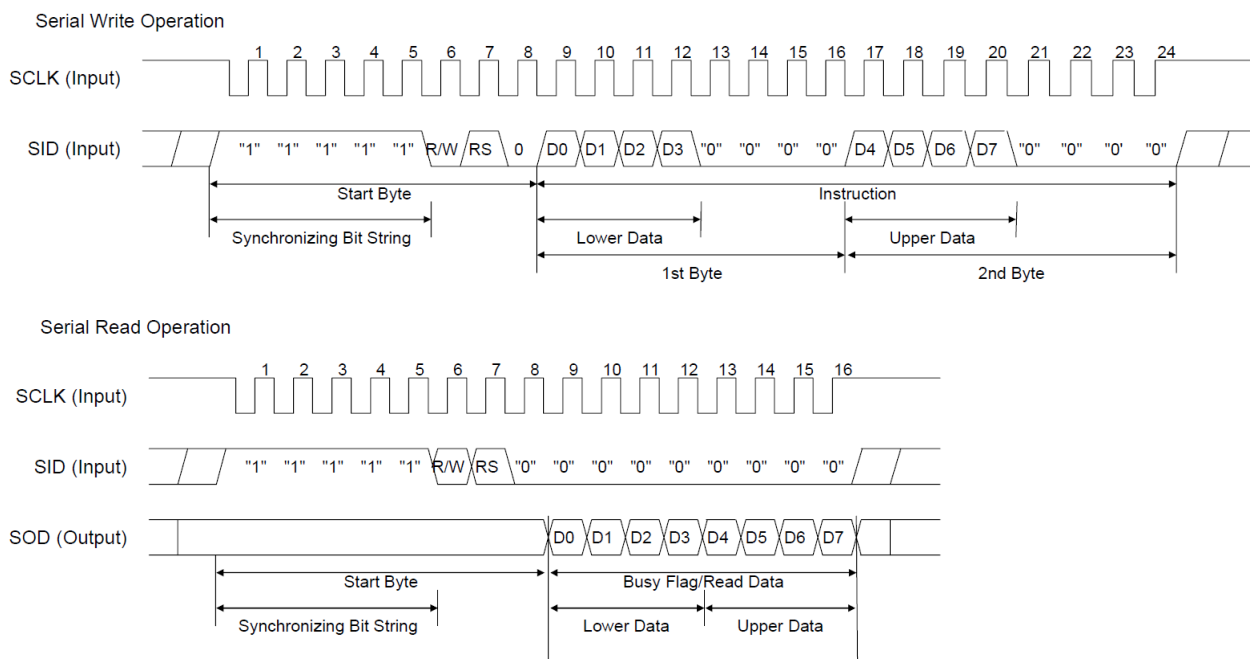 Serial Write Operation
1 2 3 4 5 6 7 8 9 10 11 12 13 14 15 16 17 18 19 20 21 22 23 24
SCLK (Input)
SID (Input) "1" "1" "1" "1" "1" R/W RS 0 D0 D1 D2 D3 "0" "0" "0" "0" D4 D5 D6 D7 "0" "0" 0' "0"
Start Byte Instruction
Synchronizing Bit String Lower Data Upper Data
1st Byte 2nd Byte
Serial Read Operation
1 2 3 4 5 6 7 8 9 10 11 12 13 14 15 16
SCLK (Input)
SID (Input) "1" "1" "1" "1" "1" R/W RS "0" "0" "0" "0" "0" "0" "0" "0" "0"
SOD (Output) D0 D1 D2 D3 D4 D5 D6 D7
Start Byte Busy Flag/Read Data
Synchronizing Bit String Lower Data Upper Data